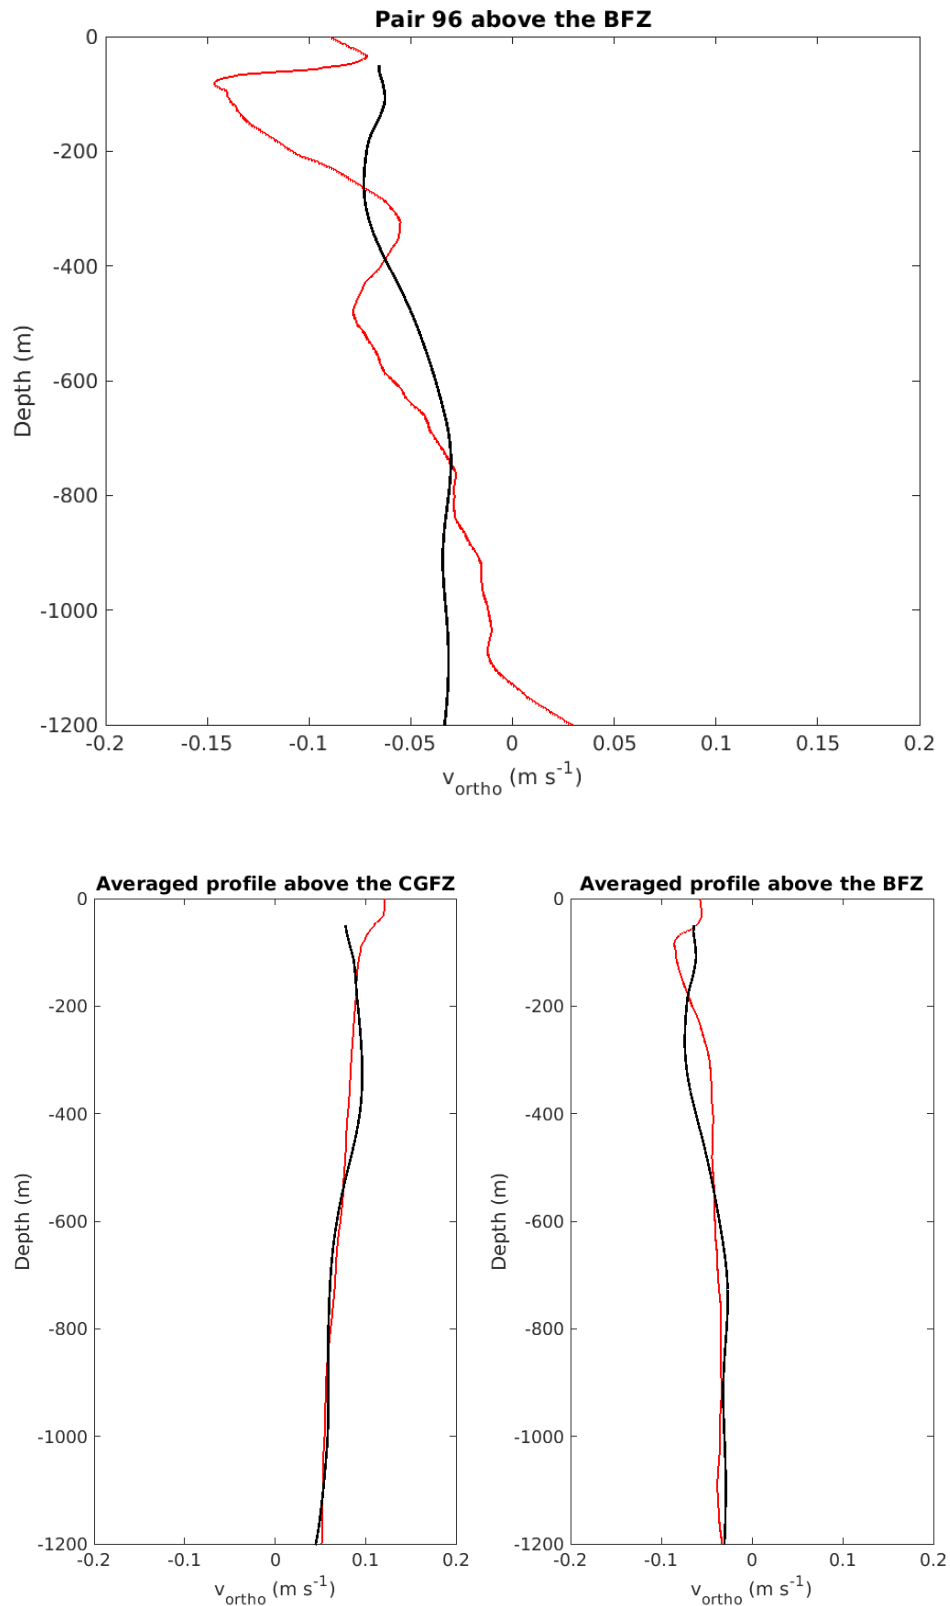 Pair 96 above the BFZ
0
-200
-400
-600
-800
-1000
-1200
Depth (m)
-0.2 -0.15 -0.1 -0.05 0 0.05 0.1 0.15 0.2
v_ortho (m s^-1)
Averaged profile above the CGFZ
0
-200
-400
-600
-800
-1000
-1200
Depth (m)
-0.2 -0.1 0 0.1 0.2
v_ortho (m s^-1)
Averaged profile above the BFZ
0
-200
-400
-600
-800
-1000
-1200
Depth (m)
-0.2 -0.1 0 0.1 0.2
v_ortho (m s^-1)